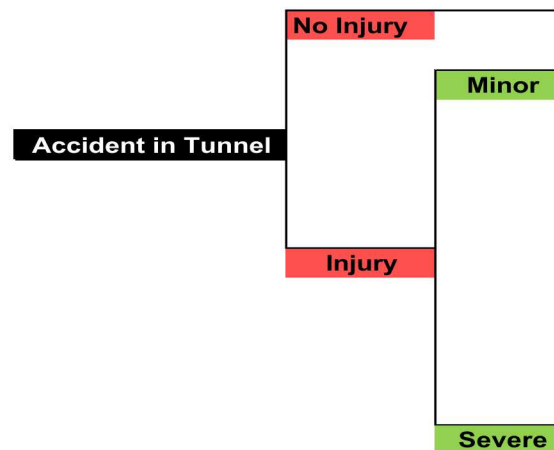 No Injury
Minor
Accident in Tunnel
Injury
Severe